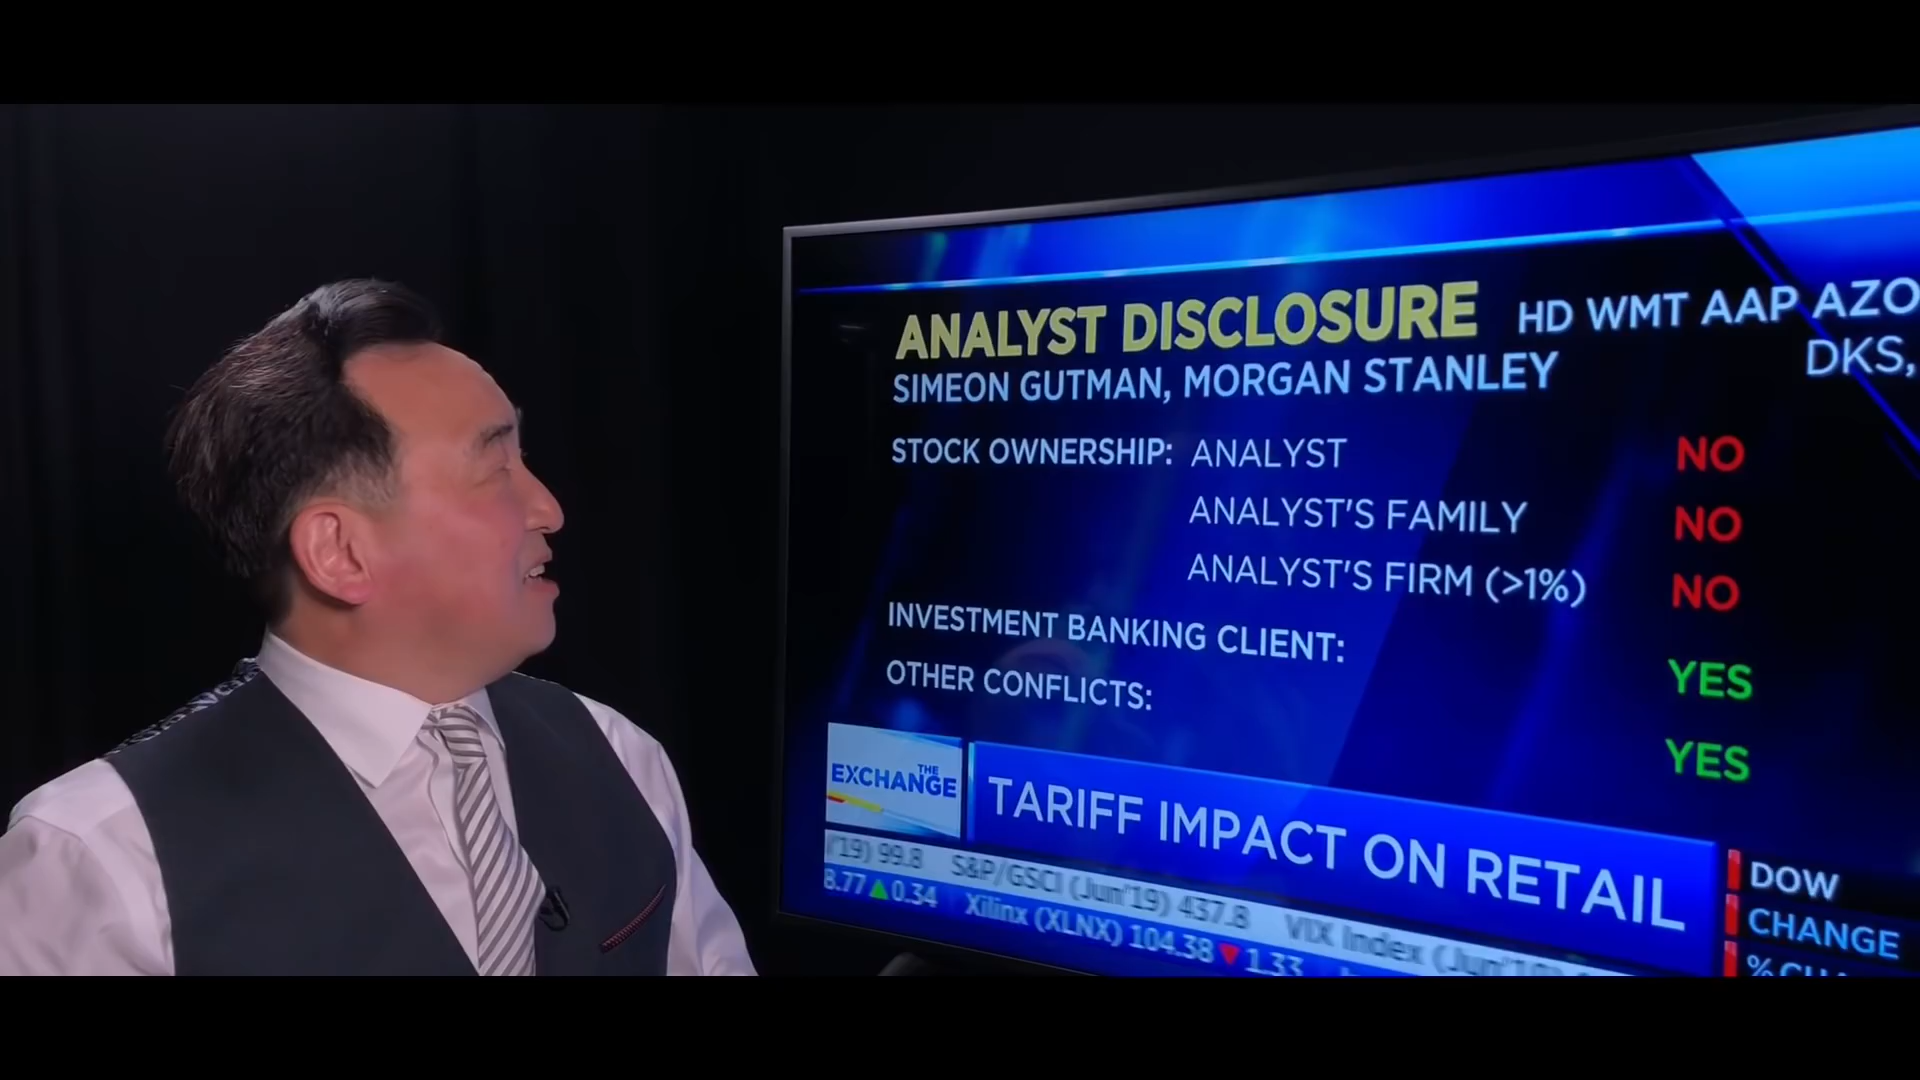 ANALYST DISCLOSURE HD WMT AAP AZO
SIMEON GUTMAN, MORGAN STANLEY DKS,
STOCK OWNERSHIP: ANALYST NO
ANALYST'S FAMILY NO
ANALYST'S FIRM (>1%) NO
INVESTMENT BANKING CLIENT: YES
OTHER CONFLICTS: YES
THE
EXCHANGE
TARIFF IMPACT ON RETAIL
'19) 99.8 S&P/GSCI (Jun'19) 437.8 VIX Index (Jun'19)
8.77 ▲ 0.34 Xilinx (XLNX) 104.38 ▼ 1.33
DOW
CHANGE